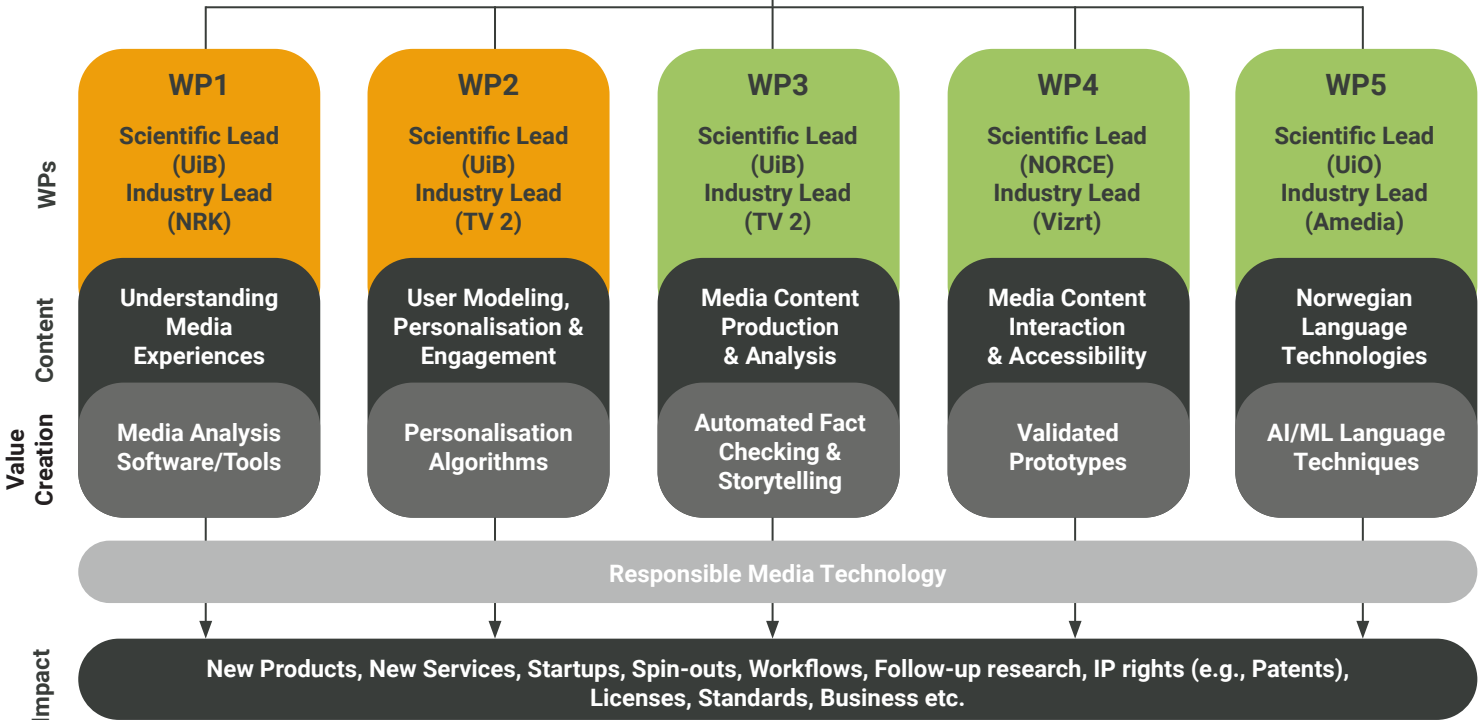 WPs
WP1
Scientific Lead
(UiB)
Industry Lead
(NRK)
WP2
Scientific Lead
(UiB)
Industry Lead
(TV 2)
WP3
Scientific Lead
(UiB)
Industry Lead
(TV 2)
WP4
Scientific Lead
(NORCE)
Industry Lead
(Vizrt)
WP5
Scientific Lead
(UiO)
Industry Lead
(Amedia)
Content
Understanding
Media
Experiences
User Modeling,
Personalisation &
Engagement
Media Content
Production
& Analysis
Media Content
Interaction
& Accessibility
Norwegian
Language
Technologies
Value
Creation
Media Analysis
Software/Tools
Personalisation
Algorithms
Automated Fact
Checking &
Storytelling
Validated
Prototypes
AI/ML Language
Techniques
Responsible Media Technology
Impact
New Products, New Services, Startups, Spin-outs, Workflows, Follow-up research, IP rights (e.g., Patents),
Licenses, Standards, Business etc.